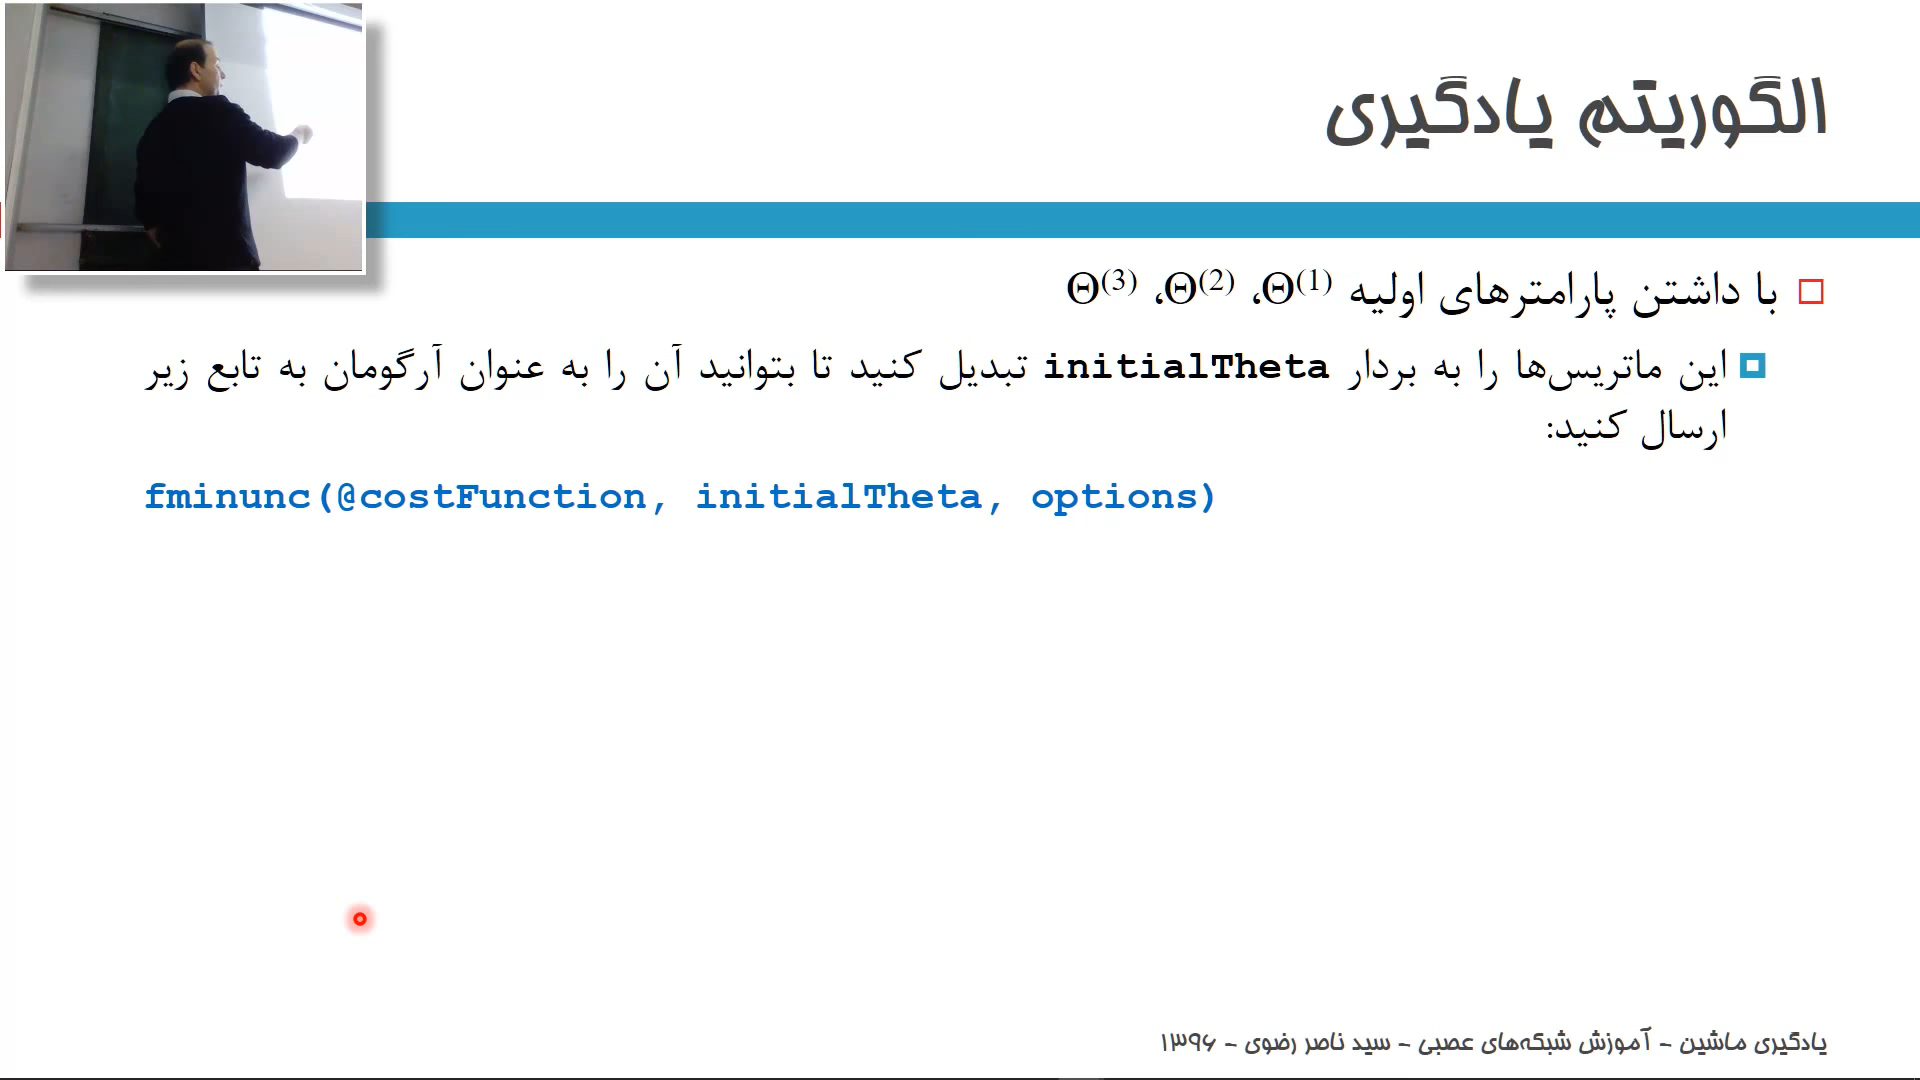 الگوریتم یادگیری
با داشتن پارامترهای اولیه Θ⁽¹⁾، Θ⁽²⁾، Θ⁽³⁾
این ماتریس‌ها را به بردار initialTheta تبدیل کنید تا بتوانید آن را به عنوان آرگومان به تابع زیر
ارسال کنید:
fminunc(@costFunction, initialTheta, options)
یادگیری ماشین - آموزش شبکه‌های عصبی - سید ناصر رضوی - ۱۳۹۶